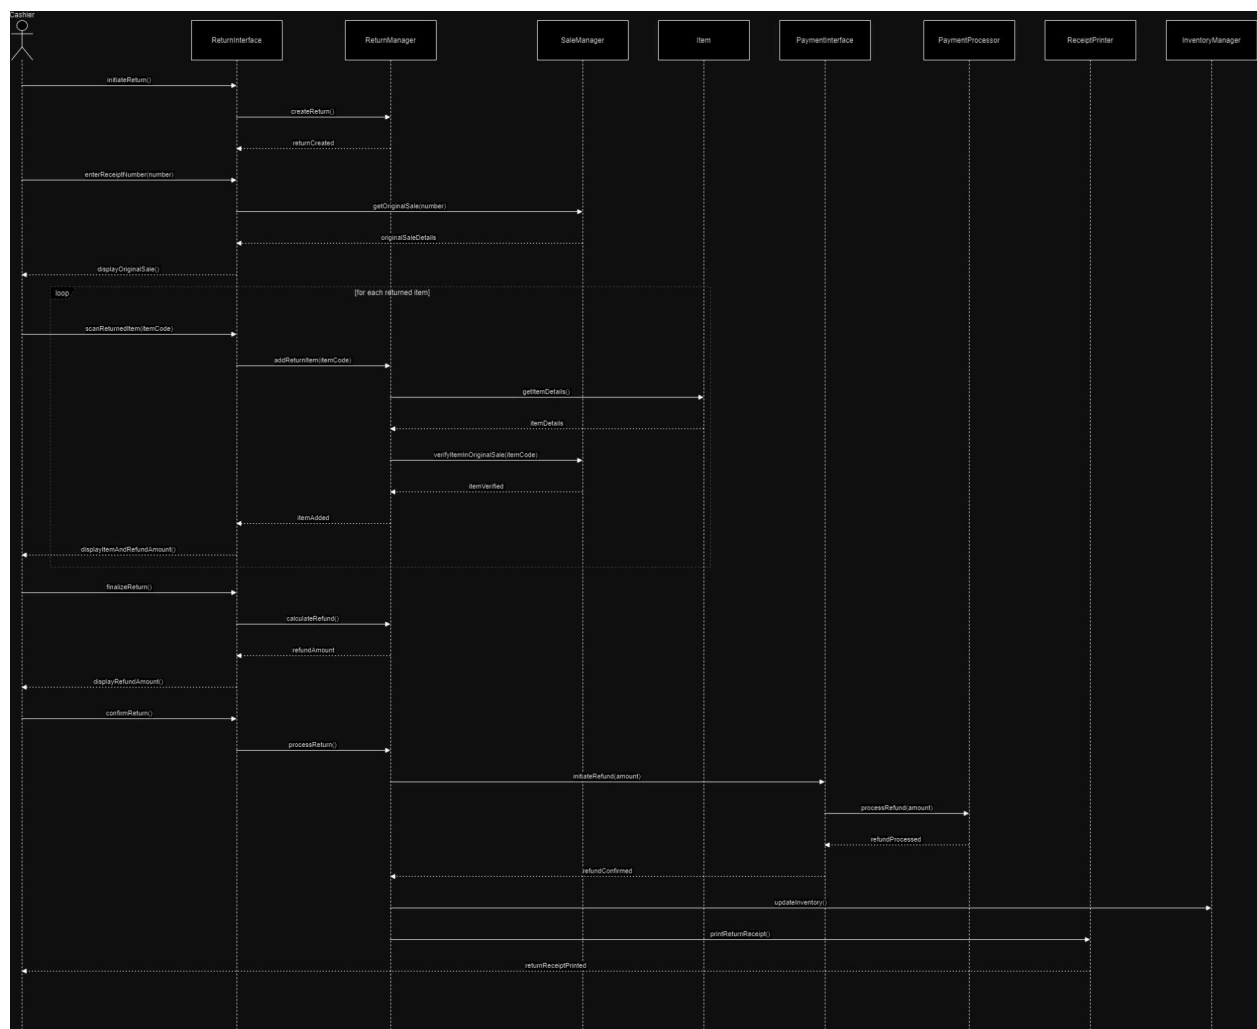 Cashier
ReturnInterface
ReturnManager
SaleManager
Item
PaymentInterface
PaymentProcessor
ReceiptPrinter
InventoryManager
initiateReturn()
createReturn()
returnCreated
enterReceiptNumber(number)
getOriginalSale(number)
originalSaleDetails
displayOriginalSale()
loop
[for each returned item]
scanReturnedItem(itemCode)
addReturnItem(itemCode)
getItemDetails()
itemDetails
verifyItemInOriginalSale(itemCode)
itemVerified
itemAdded
displayItemAndRefundAmount()
finalizeReturn()
calculateRefund()
refundAmount
displayRefundAmount()
confirmReturn()
processReturn()
initiateRefund(amount)
processRefund(amount)
refundProcessed
refundConfirmed
updateInventory()
printReturnReceipt()
returnReceiptPrinted